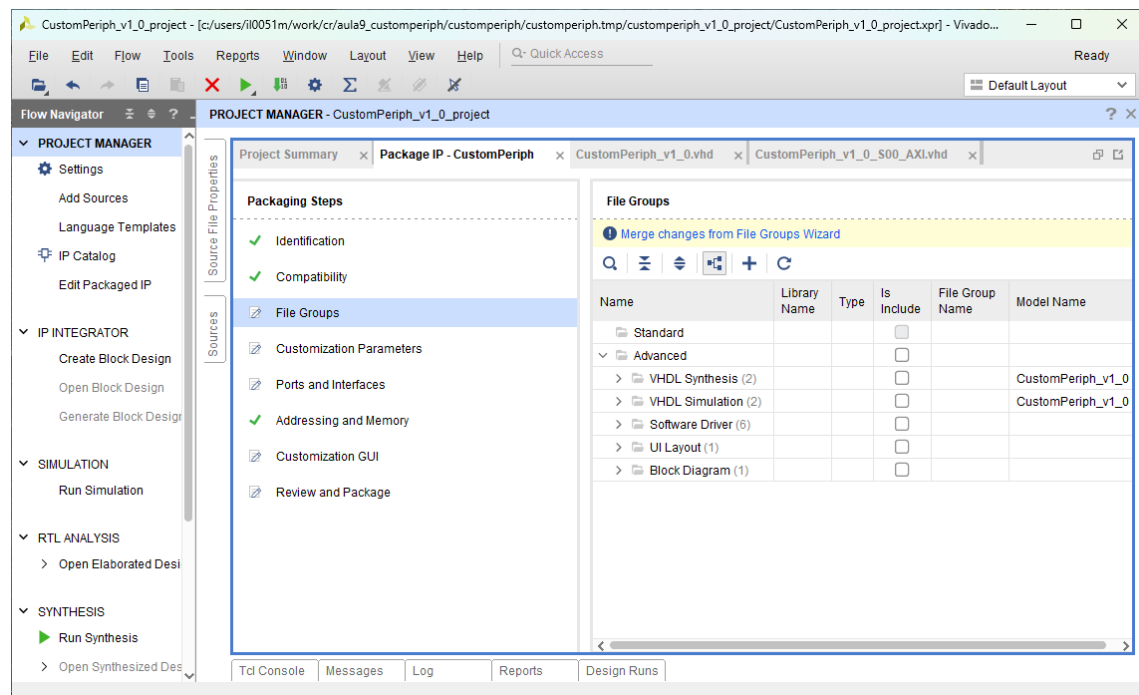 CustomPeriph_v1_0_project - [c:/users/il0051m/work/cr/aula9_customperiph/customperiph/customperiph.tmp/customperiph_v1_0_project/CustomPeriph_v1_0_project.xpr] - Vivado...
File Edit Flow Tools Reports Window Layout View Help Q- Quick Access Ready
Default Layout
Flow Navigator ? PROJECT MANAGER - CustomPeriph_v1_0_project ?
PROJECT MANAGER
Settings
Add Sources
Language Templates
IP Catalog
Edit Packaged IP
IP INTEGRATOR
Create Block Design
Open Block Design
Generate Block Design
SIMULATION
Run Simulation
RTL ANALYSIS
Open Elaborated Desi
SYNTHESIS
Run Synthesis
Open Synthesized Des
Source File Properties
Sources
Project Summary Package IP - CustomPeriph CustomPeriph_v1_0.vhd CustomPeriph_v1_0_S00_AXI.vhd
Packaging Steps
Identification
Compatibility
File Groups
Customization Parameters
Ports and Interfaces
Addressing and Memory
Customization GUI
Review and Package
File Groups
Merge changes from File Groups Wizard
Name Library Name Type Is Include File Group Name Model Name
Standard
Advanced
VHDL Synthesis (2) CustomPeriph_v1_0
VHDL Simulation (2) CustomPeriph_v1_0
Software Driver (6)
UI Layout (1)
Block Diagram (1)
Tcl Console Messages Log Reports Design Runs